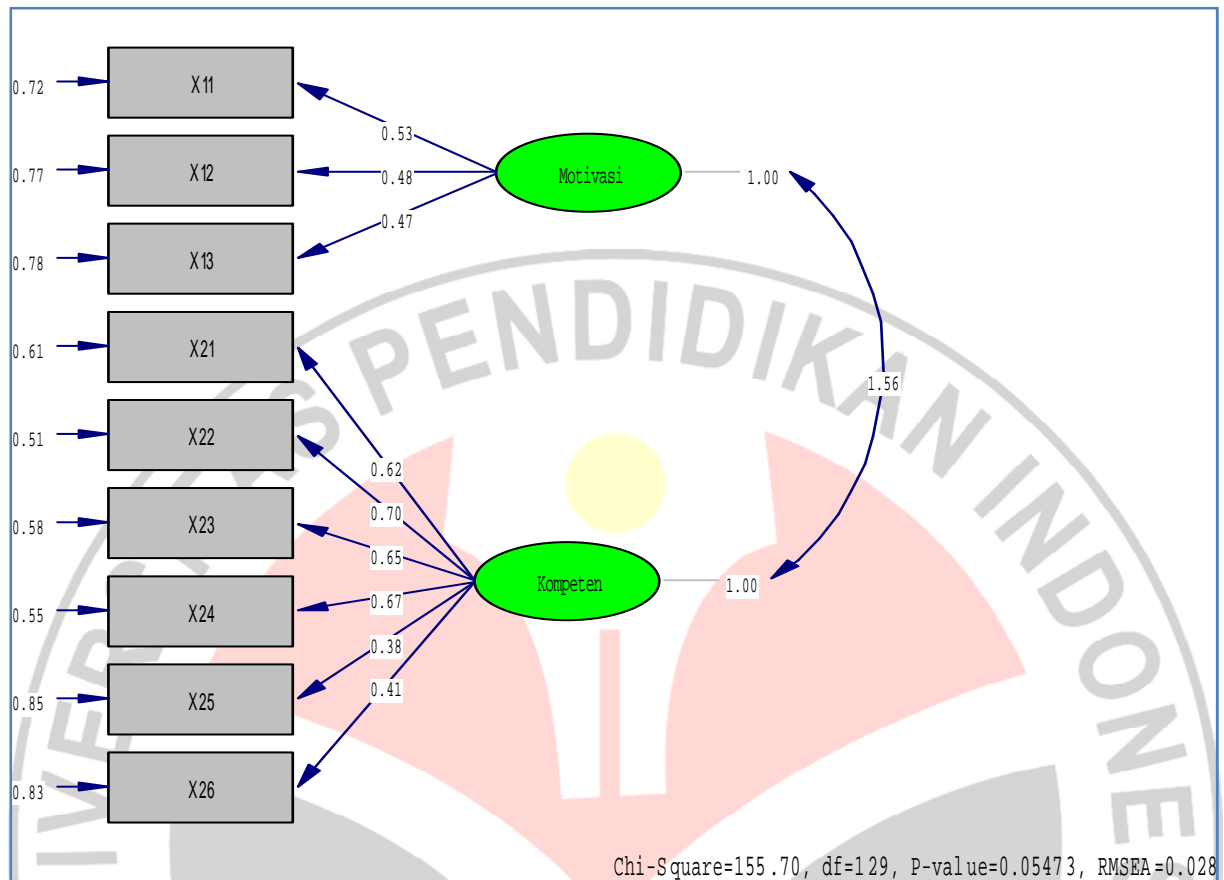 0.72
X11
0.53
0.77
X12
0.48
Motivasi
1.00
0.47
0.78
X13
UNIVERSITAS PENDIDIKAN INDONES
0.61
X21
1.56
0.51
X22
0.62
0.70
0.58
X23
0.65
Kompeten
1.00
0.55
X24
0.67
0.38
0.85
X25
0.41
0.83
X26
Chi-Square=155.70, df=129, P-value=0.05473, RMSEA=0.028